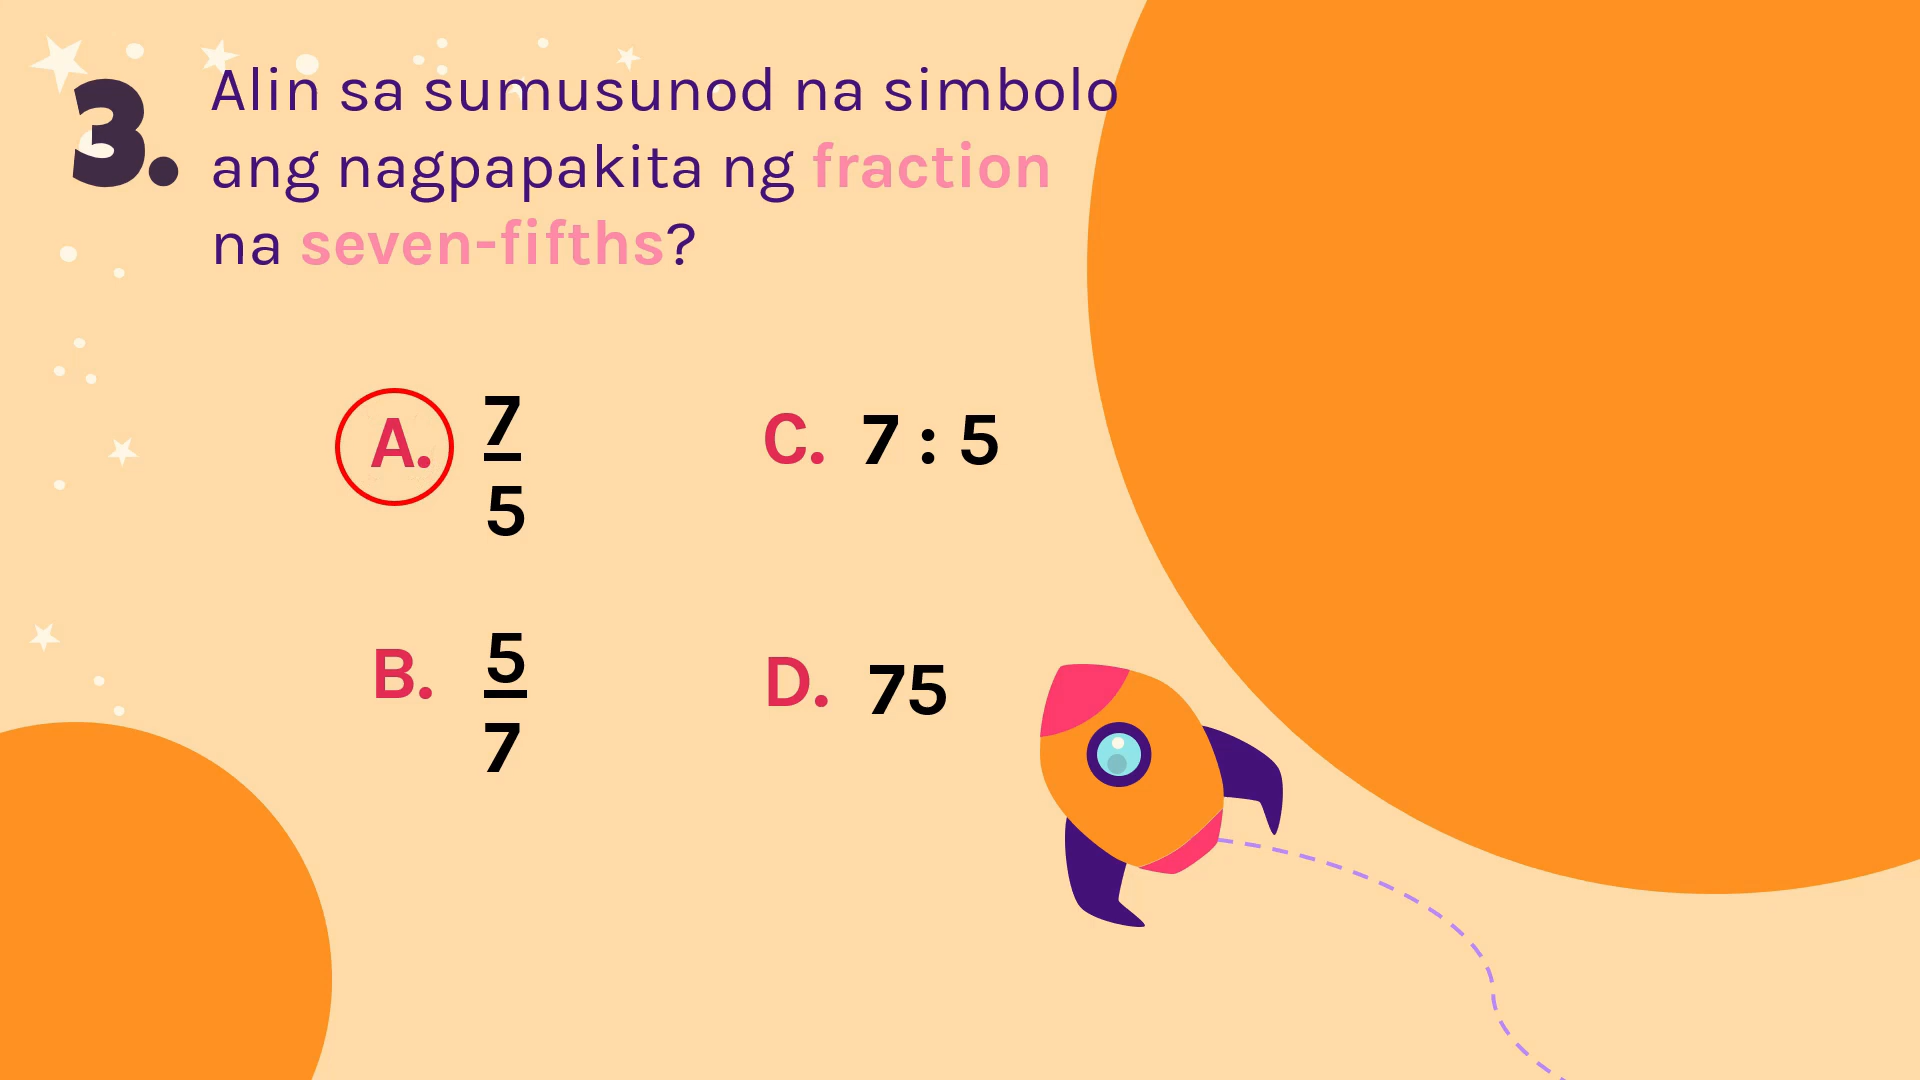 3. Alin sa sumusunod na simbolo
ang nagpapakita ng fraction
na seven-fifths?
A. 7
5
C. 7 : 5
B. 5
7
D. 75